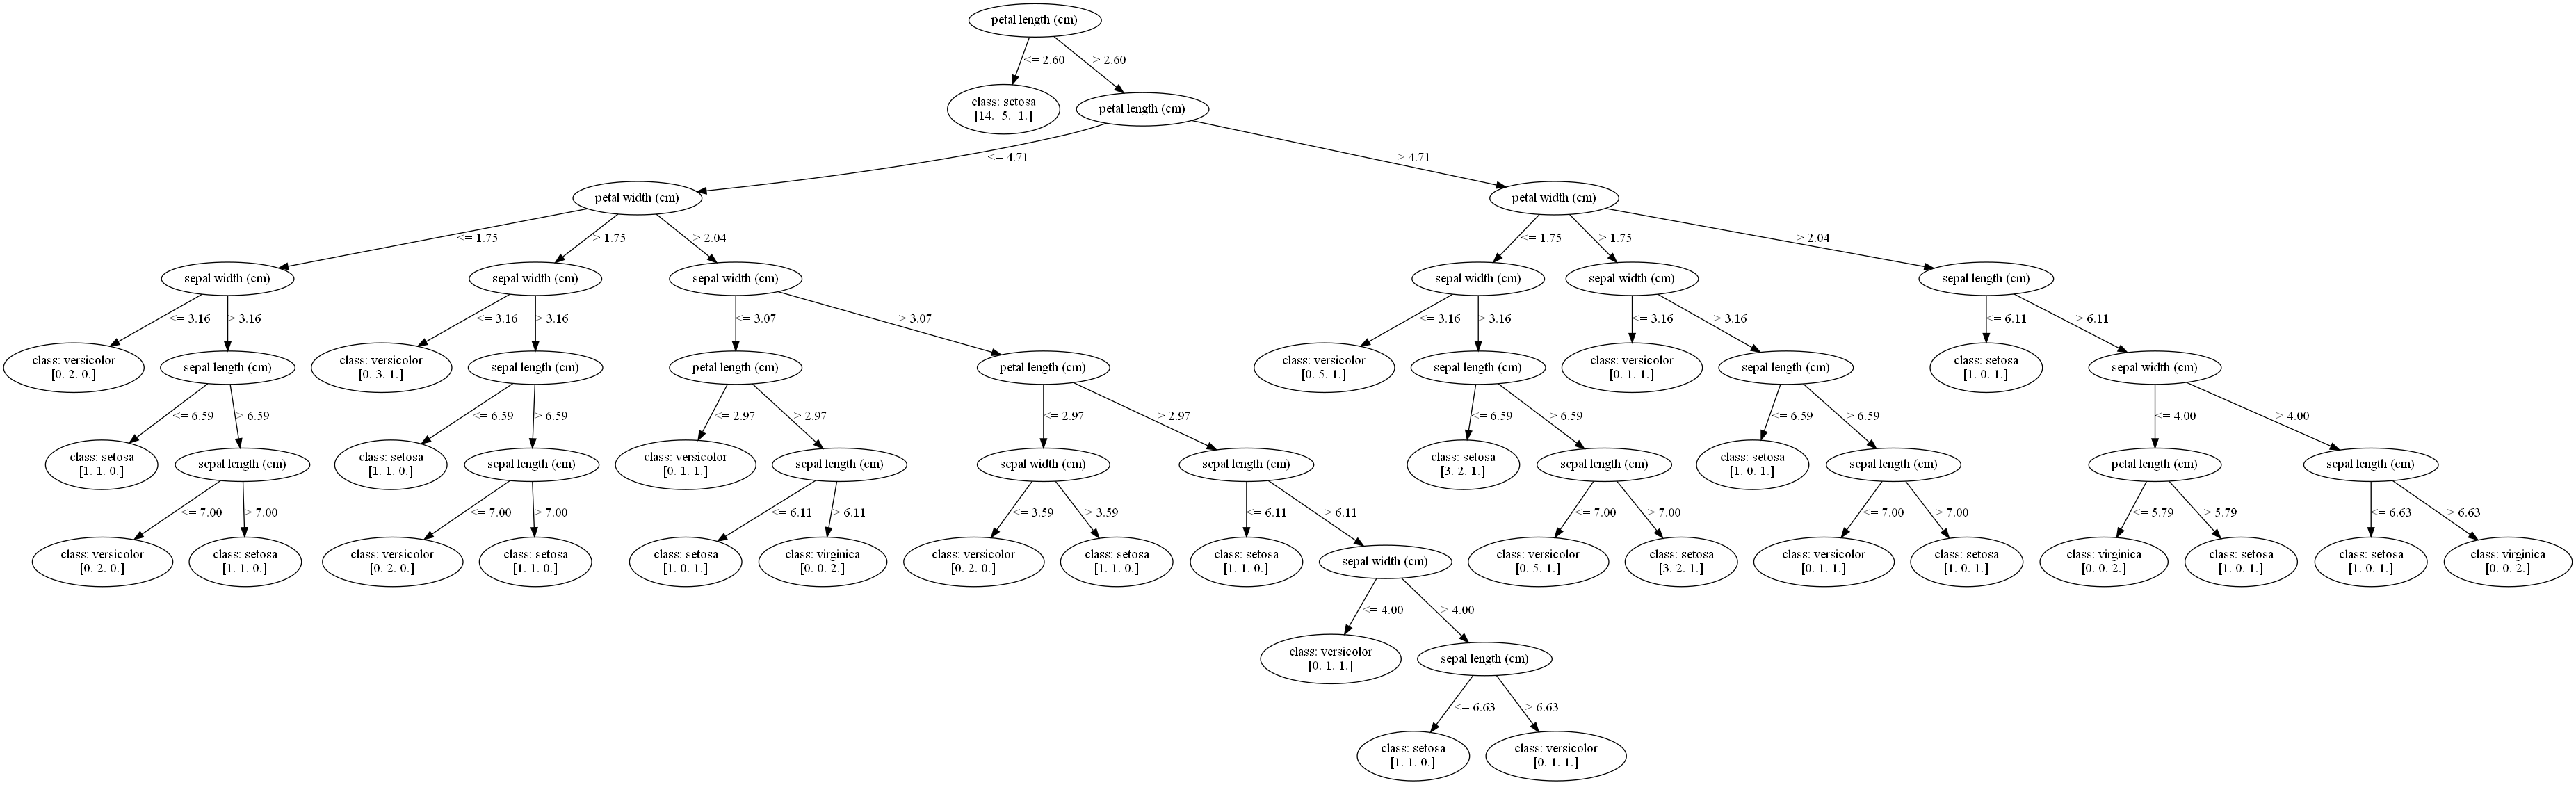 petal length (cm)
<= 2.60
> 2.60
class: setosa
[14. 5. 1.]
petal length (cm)
<= 4.71
> 4.71
petal width (cm)
petal width (cm)
<= 1.75
> 1.75
> 2.04
<= 1.75
> 1.75
> 2.04
sepal width (cm)
sepal width (cm)
sepal width (cm)
sepal width (cm)
sepal width (cm)
sepal length (cm)
<= 3.16
> 3.16
<= 3.16
> 3.16
<= 3.07
> 3.07
<= 3.16
> 3.16
<= 3.16
> 3.16
<= 6.11
> 6.11
class: versicolor
[0. 2. 0.]
sepal length (cm)
class: versicolor
[0. 3. 1.]
sepal length (cm)
petal length (cm)
petal length (cm)
class: versicolor
[0. 5. 1.]
sepal length (cm)
class: versicolor
[0. 1. 1.]
sepal length (cm)
class: setosa
[1. 0. 1.]
sepal width (cm)
<= 6.59
> 6.59
<= 6.59
> 6.59
<= 2.97
> 2.97
<= 2.97
> 2.97
<= 6.59
> 6.59
<= 6.59
> 6.59
<= 4.00
> 4.00
class: setosa
[1. 1. 0.]
sepal length (cm)
class: setosa
[1. 1. 0.]
sepal length (cm)
class: versicolor
[0. 1. 1.]
sepal length (cm)
sepal width (cm)
sepal length (cm)
class: setosa
[3. 2. 1.]
sepal length (cm)
class: setosa
[1. 0. 1.]
sepal length (cm)
petal length (cm)
sepal length (cm)
<= 7.00
> 7.00
<= 7.00
> 7.00
<= 6.11
> 6.11
<= 3.59
> 3.59
<= 6.11
> 6.11
<= 7.00
> 7.00
<= 7.00
> 7.00
<= 5.79
> 5.79
<= 6.63
> 6.63
class: versicolor
[0. 2. 0.]
class: setosa
[1. 1. 0.]
class: versicolor
[0. 2. 0.]
class: setosa
[1. 1. 0.]
class: setosa
[1. 0. 1.]
class: virginica
[0. 0. 2.]
class: versicolor
[0. 2. 0.]
class: setosa
[1. 1. 0.]
class: setosa
[1. 1. 0.]
sepal width (cm)
class: versicolor
[0. 5. 1.]
class: setosa
[3. 2. 1.]
class: versicolor
[0. 1. 1.]
class: setosa
[1. 0. 1.]
class: virginica
[0. 0. 2.]
class: setosa
[1. 0. 1.]
class: setosa
[1. 0. 1.]
class: virginica
[0. 0. 2.]
<= 4.00
> 4.00
class: versicolor
[0. 1. 1.]
sepal length (cm)
<= 6.63
> 6.63
class: setosa
[1. 1. 0.]
class: versicolor
[0. 1. 1.]